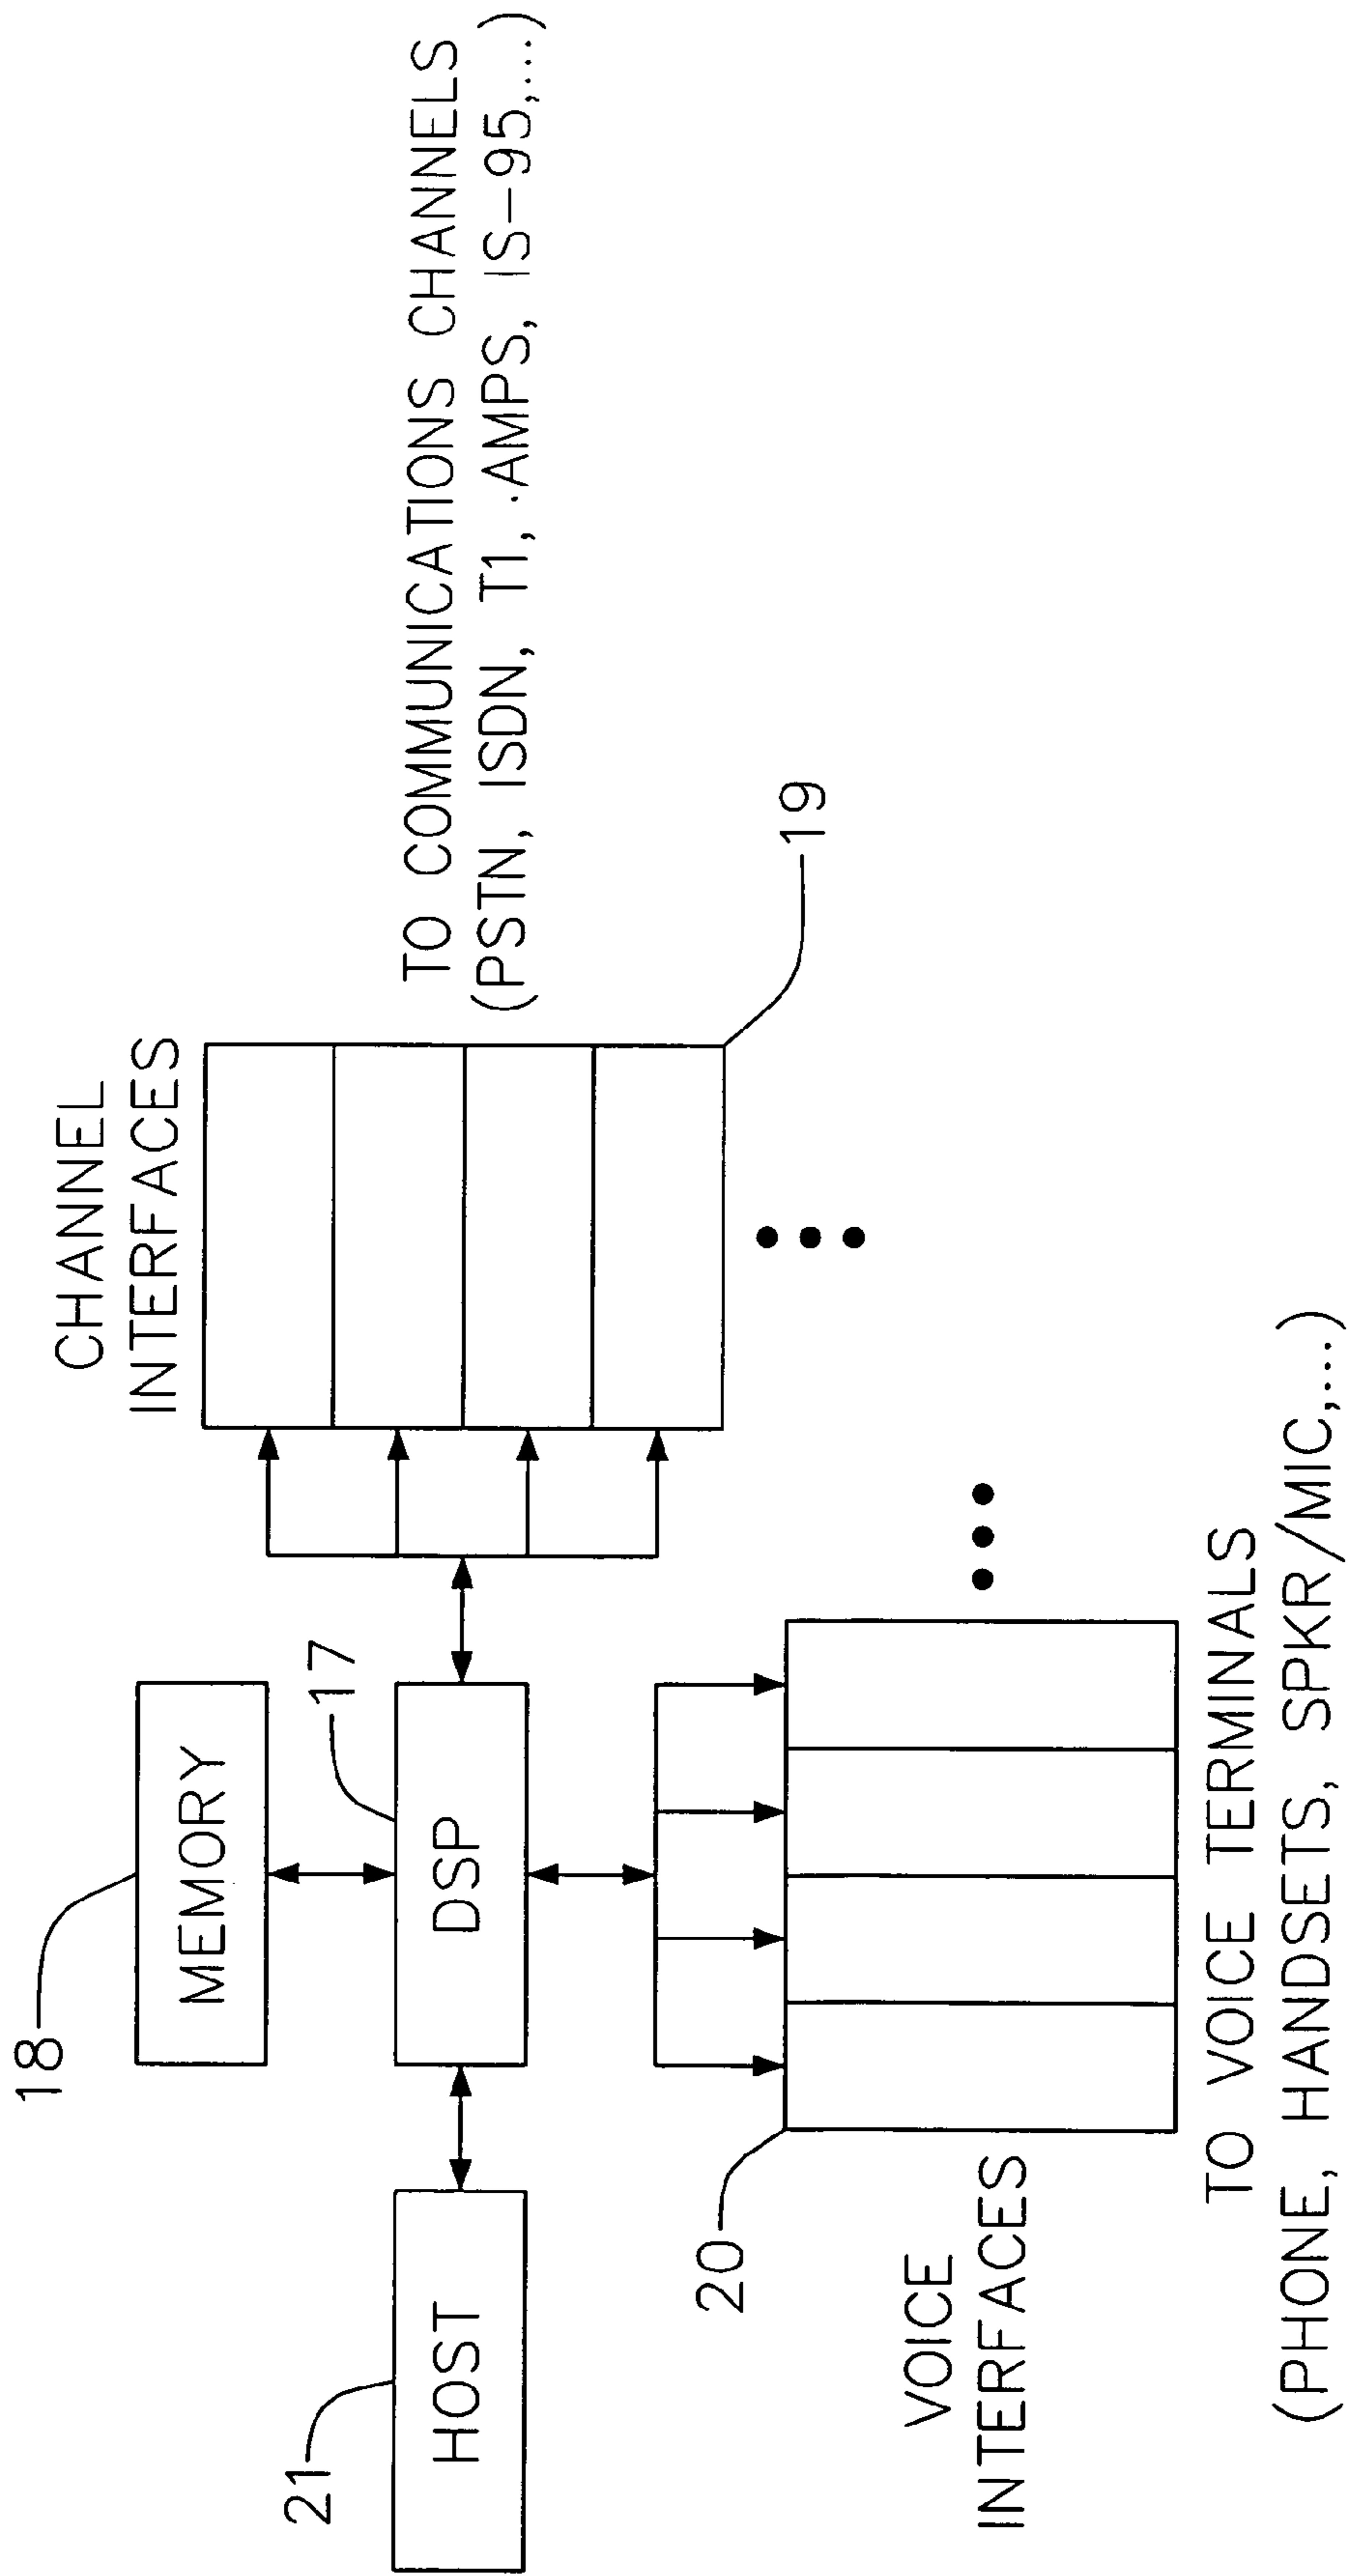 18
MEMORY
CHANNEL
INTERFACES
21
HOST
17
DSP
TO COMMUNICATIONS CHANNELS
(PSTN, ISDN, T1, AMPS, IS-95,...)
19
20
VOICE
INTERFACES
TO VOICE TERMINALS
(PHONE, HANDSETS, SPKR/MIC,...)